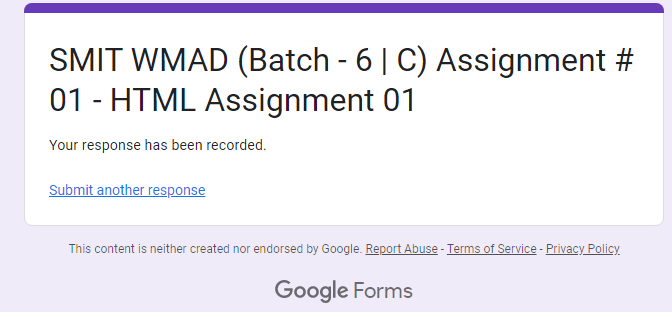 SMIT WMAD (Batch - 6 | C) Assignment #
01 - HTML Assignment 01
Your response has been recorded.
Submit another response
This content is neither created nor endorsed by Google. Report Abuse - Terms of Service - Privacy Policy
Google Forms